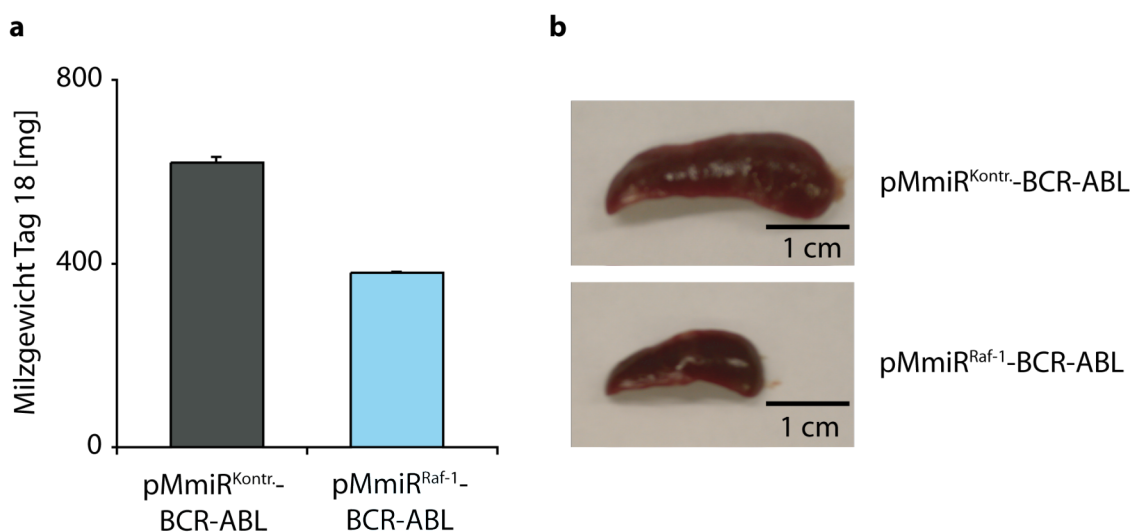 a
b
Milzgewicht Tag 18 [mg]
800
400
0
pMmiRKontr.-
BCR-ABL
pMmiRRaf-1-
BCR-ABL
1 cm
pMmiRKontr.-BCR-ABL
1 cm
pMmiRRaf-1-BCR-ABL